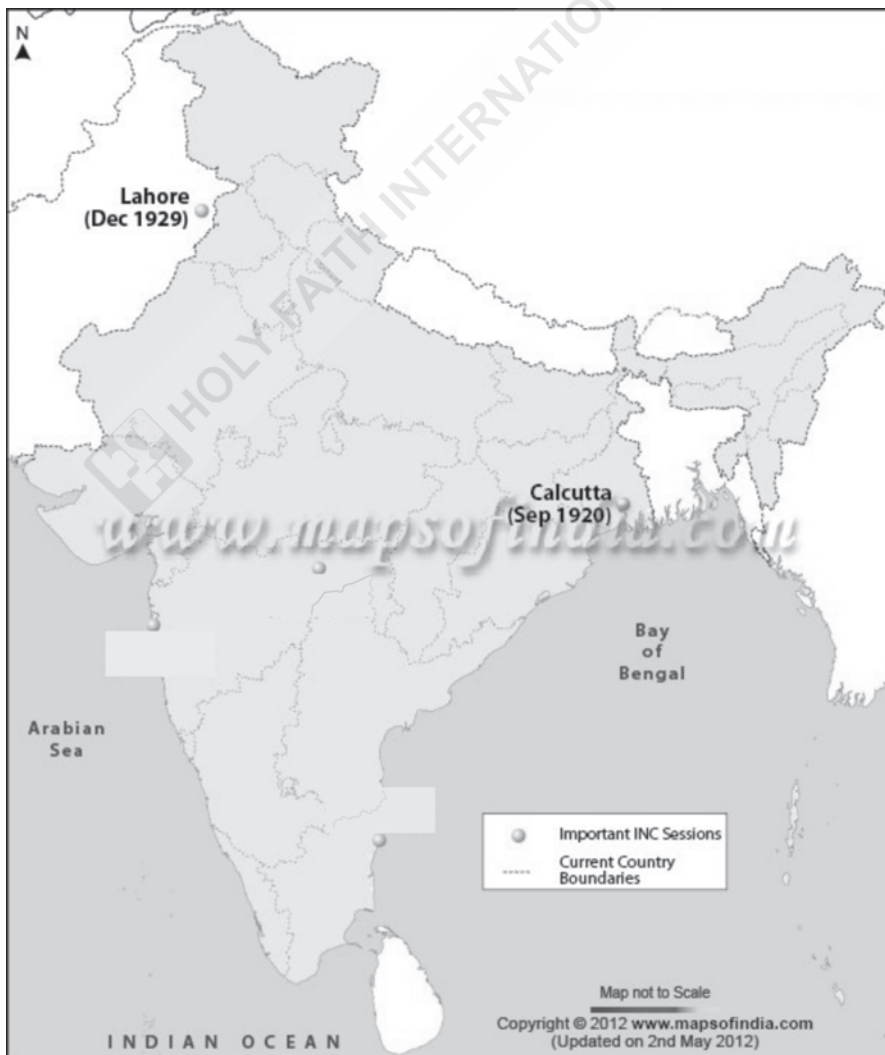 N
HOLY FAITH INTERNATIONAL
Lahore
(Dec 1929)
Calcutta
(Sep 1920)
www.mapsofindia.com
Bay
of
Bengal
Arabian
Sea
Important INC Sessions
Current Country
Boundaries
Map not to Scale
Copyright © 2012 www.mapsofindia.com
(Updated on 2nd May 2012)
INDIAN OCEAN